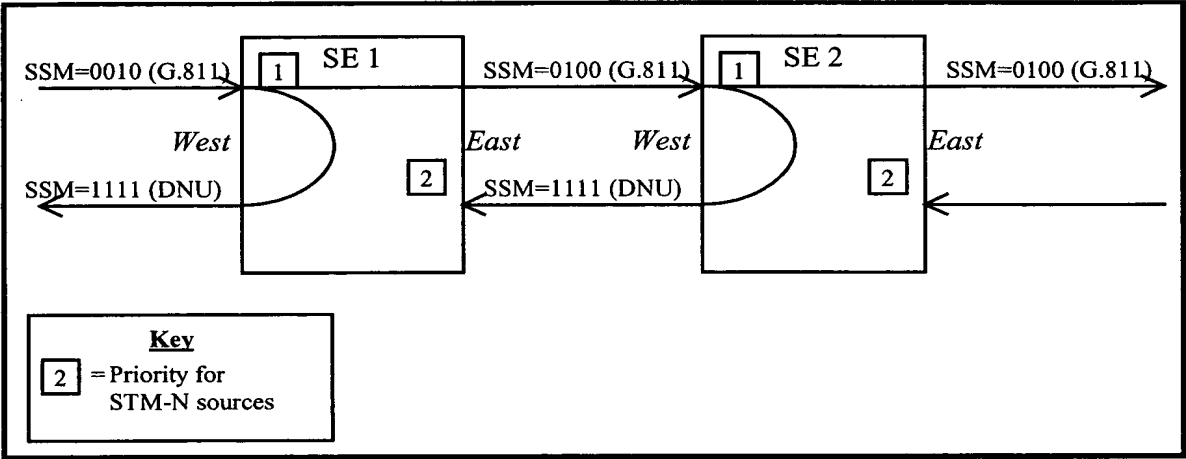 SE 1
SE 2
SSM=0010 (G.811)
1
SSM=0100 (G.811)
1
SSM=0100 (G.811)
West
East
West
East
2
2
SSM=1111 (DNU)
SSM=1111 (DNU)
Key
2 = Priority for
STM-N sources